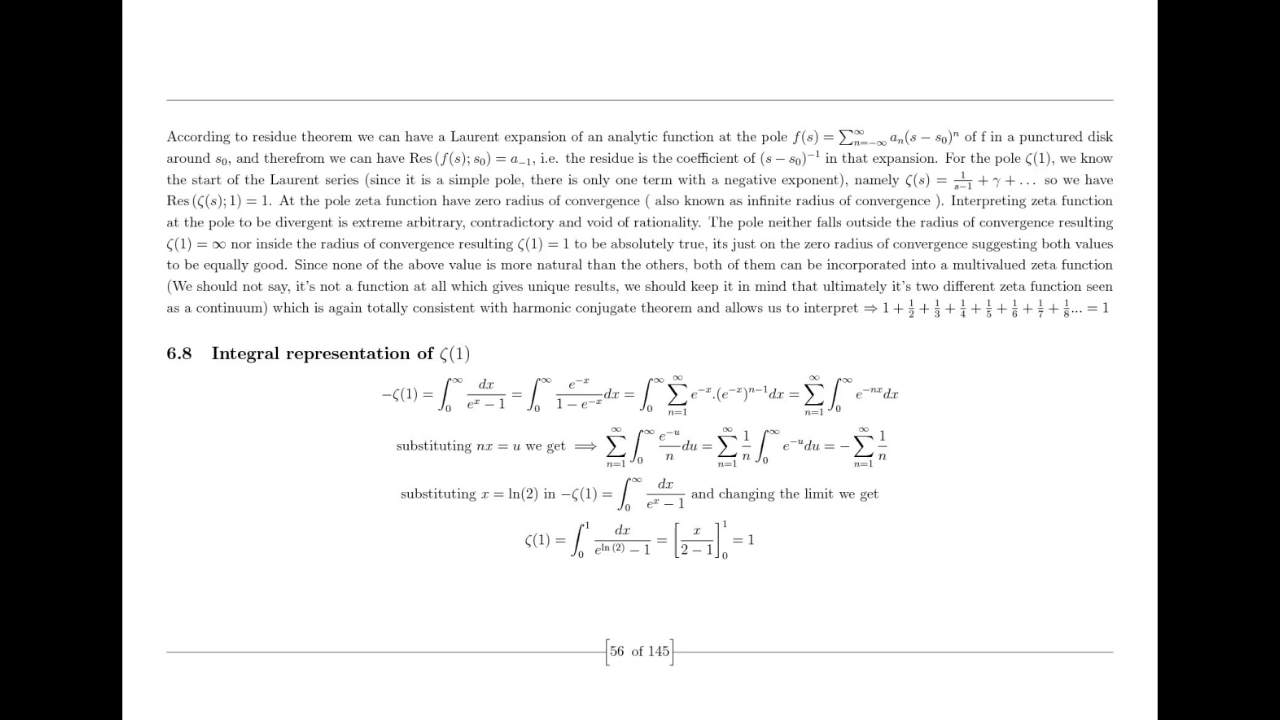 According to residue theorem we can have a Laurent expansion of an analytic function at the pole f(s) = ∑_{n=−∞}^{∞} a_n(s − s_0)^n of f in a punctured disk
around s_0, and therefrom we can have Res (f(s); s_0) = a_{−1}, i.e. the residue is the coefficient of (s − s_0)^{−1} in that expansion. For the pole ζ(1), we know
the start of the Laurent series (since it is a simple pole, there is only one term with a negative exponent), namely ζ(s) = 1/(s−1) + γ + ... so we have
Res (ζ(s); 1) = 1. At the pole zeta function have zero radius of convergence ( also known as infinite radius of convergence ). Interpreting zeta function
at the pole to be divergent is extreme arbitrary, contradictory and void of rationality. The pole neither falls outside the radius of convergence resulting
ζ(1) = ∞ nor inside the radius of convergence resulting ζ(1) = 1 to be absolutely true, its just on the zero radius of convergence suggesting both values
to be equally good. Since none of the above value is more natural than the others, both of them can be incorporated into a multivalued zeta function
(We should not say, it's not a function at all which gives unique results, we should keep it in mind that ultimately it's two different zeta function seen
as a continuum) which is again totally consistent with harmonic conjugate theorem and allows us to interpret ⇒ 1 + 1/2 + 1/3 + 1/4 + 1/5 + 1/6 + 1/7 + 1/8... = 1
6.8 Integral representation of ζ(1)
−ζ(1) = ∫_0^∞ dx/(e^x − 1) = ∫_0^∞ e^{−x}/(1 − e^{−x}) dx = ∫_0^∞ ∑_{n=1}^{∞} e^{−x}.(e^{−x})^{n−1} dx = ∑_{n=1}^{∞} ∫_0^∞ e^{−nx} dx
substituting nx = u we get ⟹ ∑_{n=1}^{∞} ∫_0^∞ e^{−u}/n du = ∑_{n=1}^{∞} 1/n ∫_0^∞ e^{−u} du = − ∑_{n=1}^{∞} 1/n
substituting x = ln(2) in −ζ(1) = ∫_0^∞ dx/(e^x − 1) and changing the limit we get
ζ(1) = ∫_0^1 dx/(e^{ln (2)} − 1) = [x/(2 − 1)]_0^1 = 1
[56 of 145]